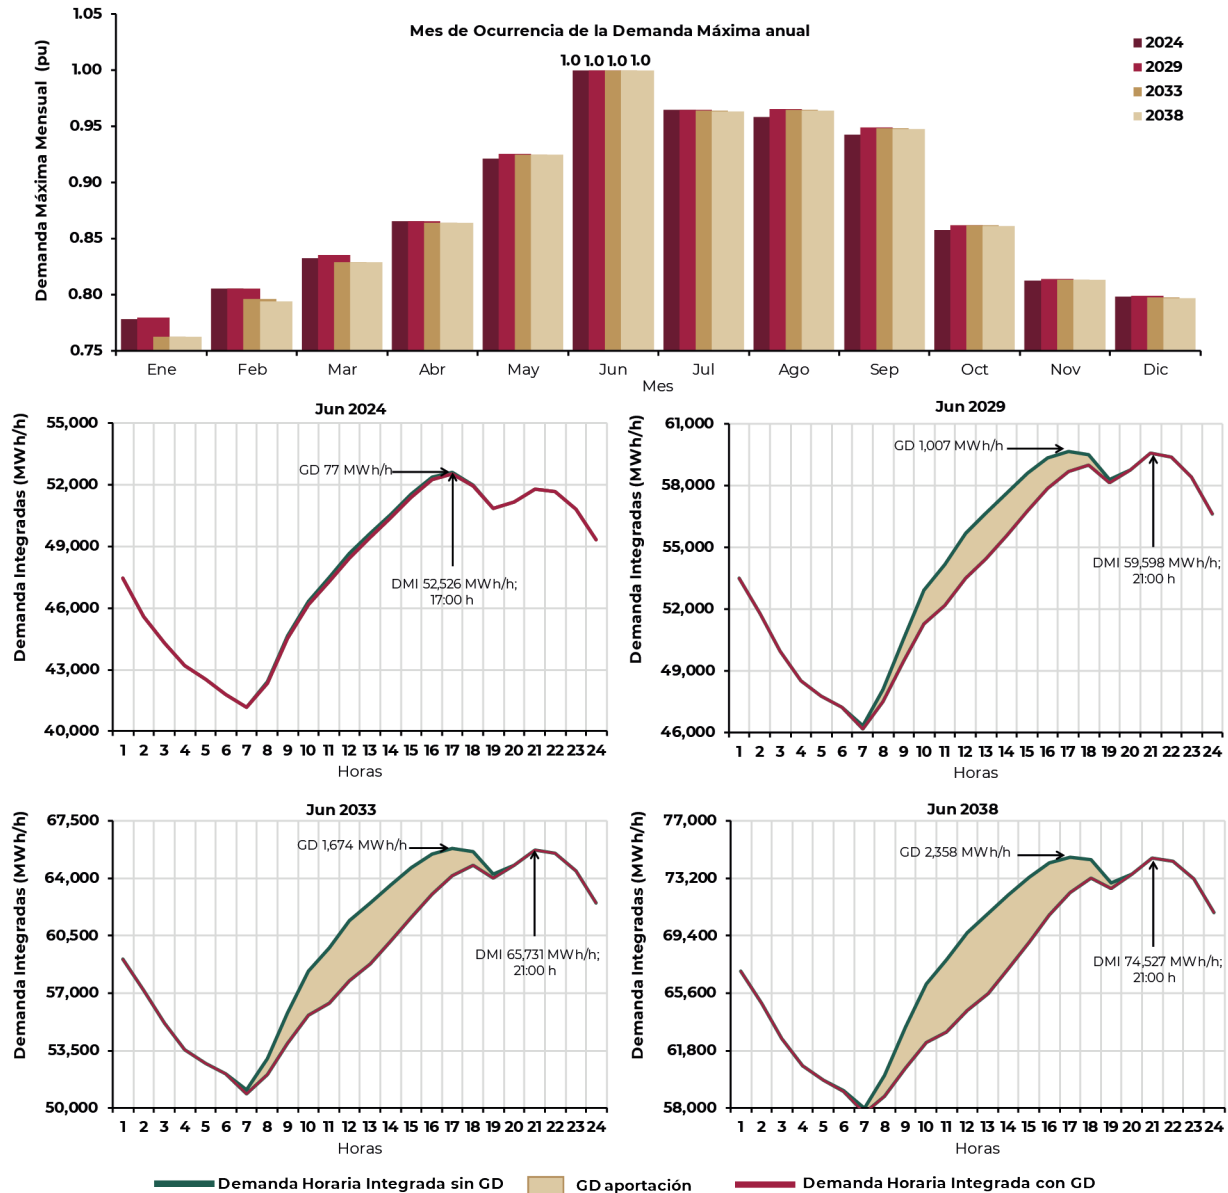 Mes de Ocurrencia de la Demanda Máxima anual
Demanda Máxima Mensual (pu)
1.05
1.00
0.95
0.90
0.85
0.80
0.75
1.0 1.0 1.0 1.0
2024
2029
2033
2038
Ene Feb Mar Abr May Jun Jul Ago Sep Oct Nov Dic
Mes
Jun 2024
Demanda Integradas (MWh/h)
55,000
52,000
49,000
46,000
43,000
40,000
GD 77 MWh/h
DMI 52,526 MWh/h;
17:00 h
1 2 3 4 5 6 7 8 9 10 11 12 13 14 15 16 17 18 19 20 21 22 23 24
Horas
Jun 2029
Demanda Integradas (MWh/h)
61,000
58,000
55,000
52,000
49,000
46,000
GD 1,007 MWh/h
DMI 59,598 MWh/h;
21:00 h
1 2 3 4 5 6 7 8 9 10 11 12 13 14 15 16 17 18 19 20 21 22 23 24
Horas
Jun 2033
Demanda Integradas (MWh/h)
67,500
64,000
60,500
57,000
53,500
50,000
GD 1,674 MWh/h
DMI 65,731 MWh/h;
21:00 h
1 2 3 4 5 6 7 8 9 10 11 12 13 14 15 16 17 18 19 20 21 22 23 24
Horas
Jun 2038
Demanda Integradas (MWh/h)
77,000
73,200
69,400
65,600
61,800
58,000
GD 2,358 MWh/h
DMI 74,527 MWh/h;
21:00 h
1 2 3 4 5 6 7 8 9 10 11 12 13 14 15 16 17 18 19 20 21 22 23 24
Horas
Demanda Horaria Integrada sin GD
GD aportación
Demanda Horaria Integrada con GD